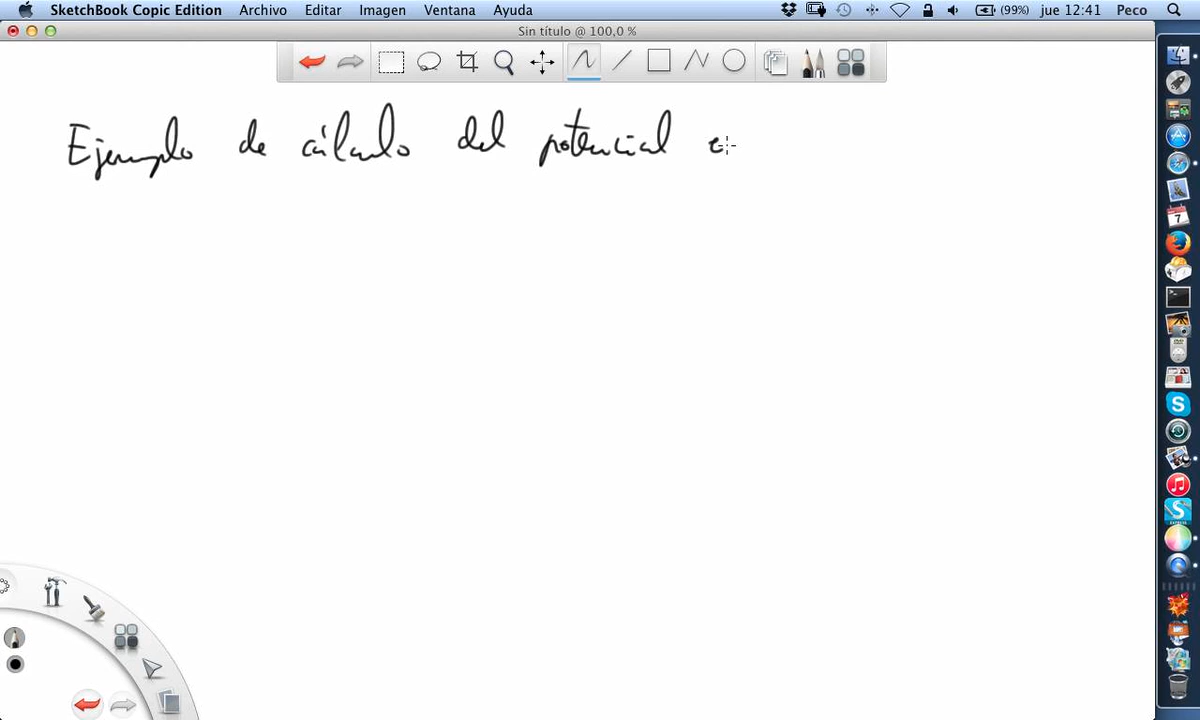 SketchBook Copic Edition Archivo Editar Imagen Ventana Ayuda (99%) jue 12:41 Peco
Sin título @ 100,0 %
Ejemplo de cálculo del potencial e
7